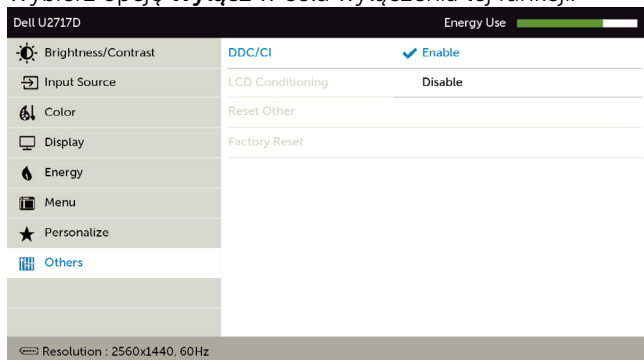 Dell U2717D Energy Use
Brightness/Contrast DDC/CI Enable
Input Source LCD Conditioning Disable
Color Reset Other
Display Factory Reset
Energy
Menu
Personalize
Others
Resolution : 2560x1440, 60Hz